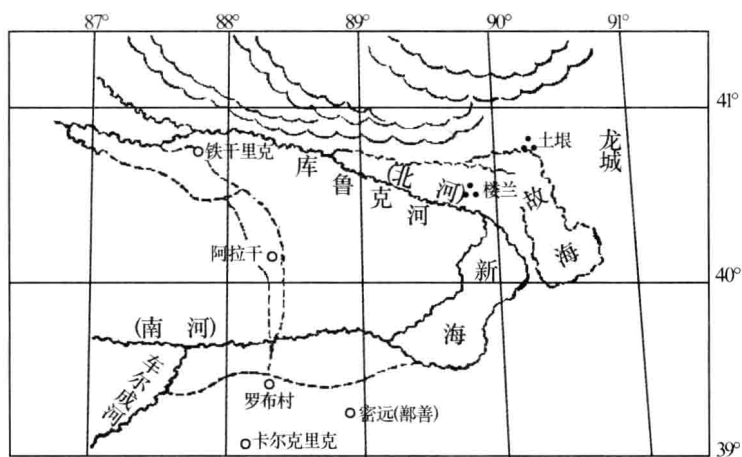 87° 88° 89° 90° 91°
41°
铁干里克
库鲁克河
(北河)
楼兰
土垠
龙城
故海
阿拉干
新海
40°
(南河)
车尔成河
罗布村
密远(鄯善)
卡尔克里克
39°